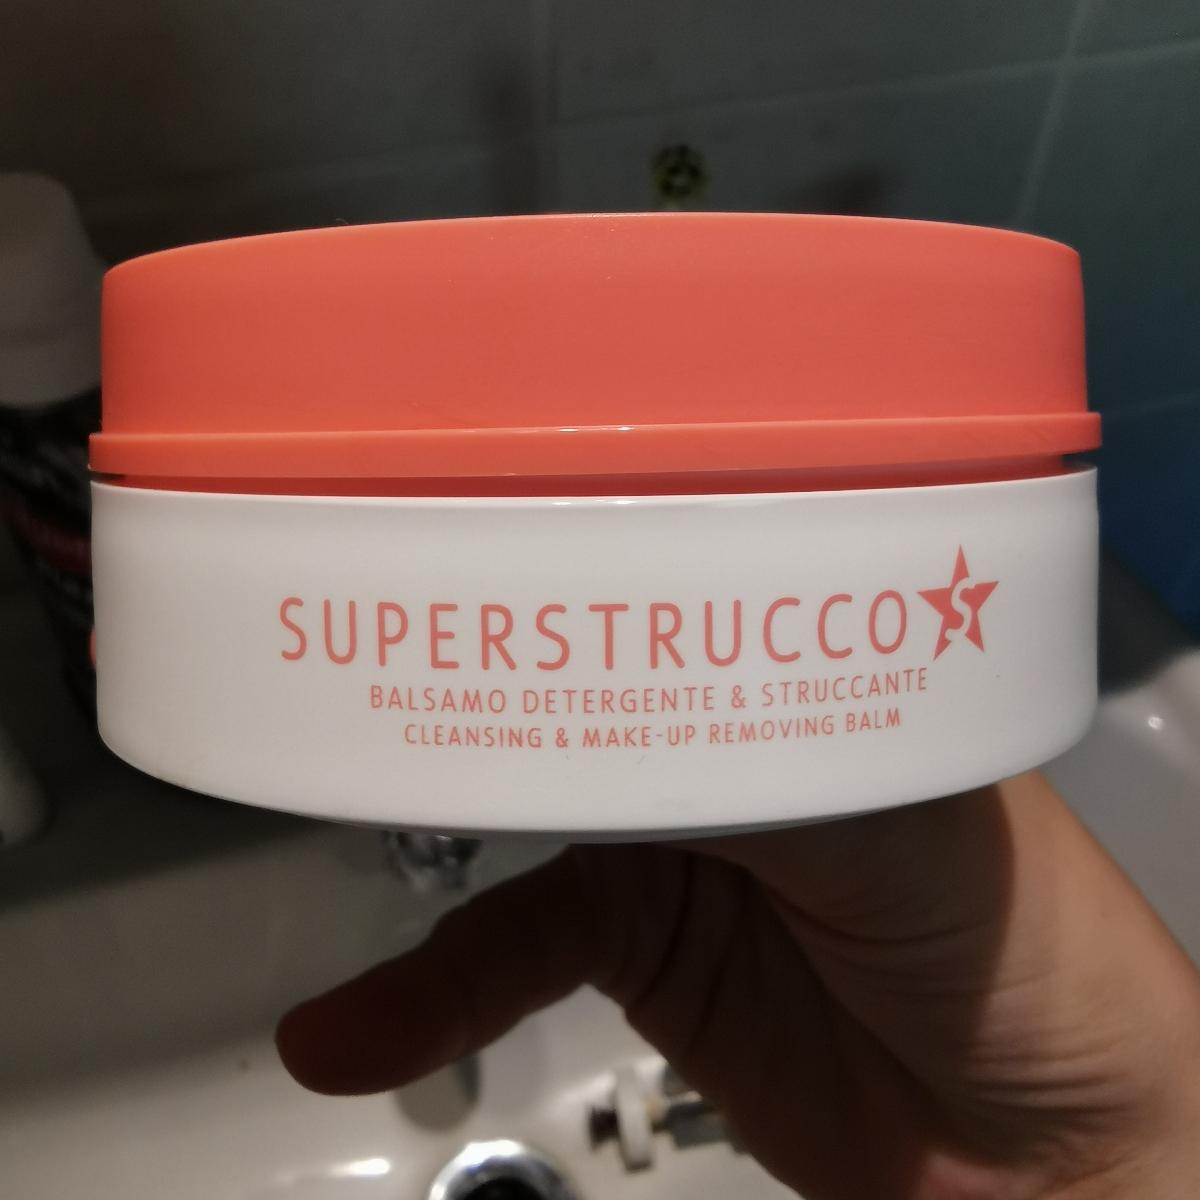 SUPERSTRUCCO
S
BALSAMO DETERGENTE & STRUCCANTE
CLEANSING & MAKE-UP REMOVING BALM